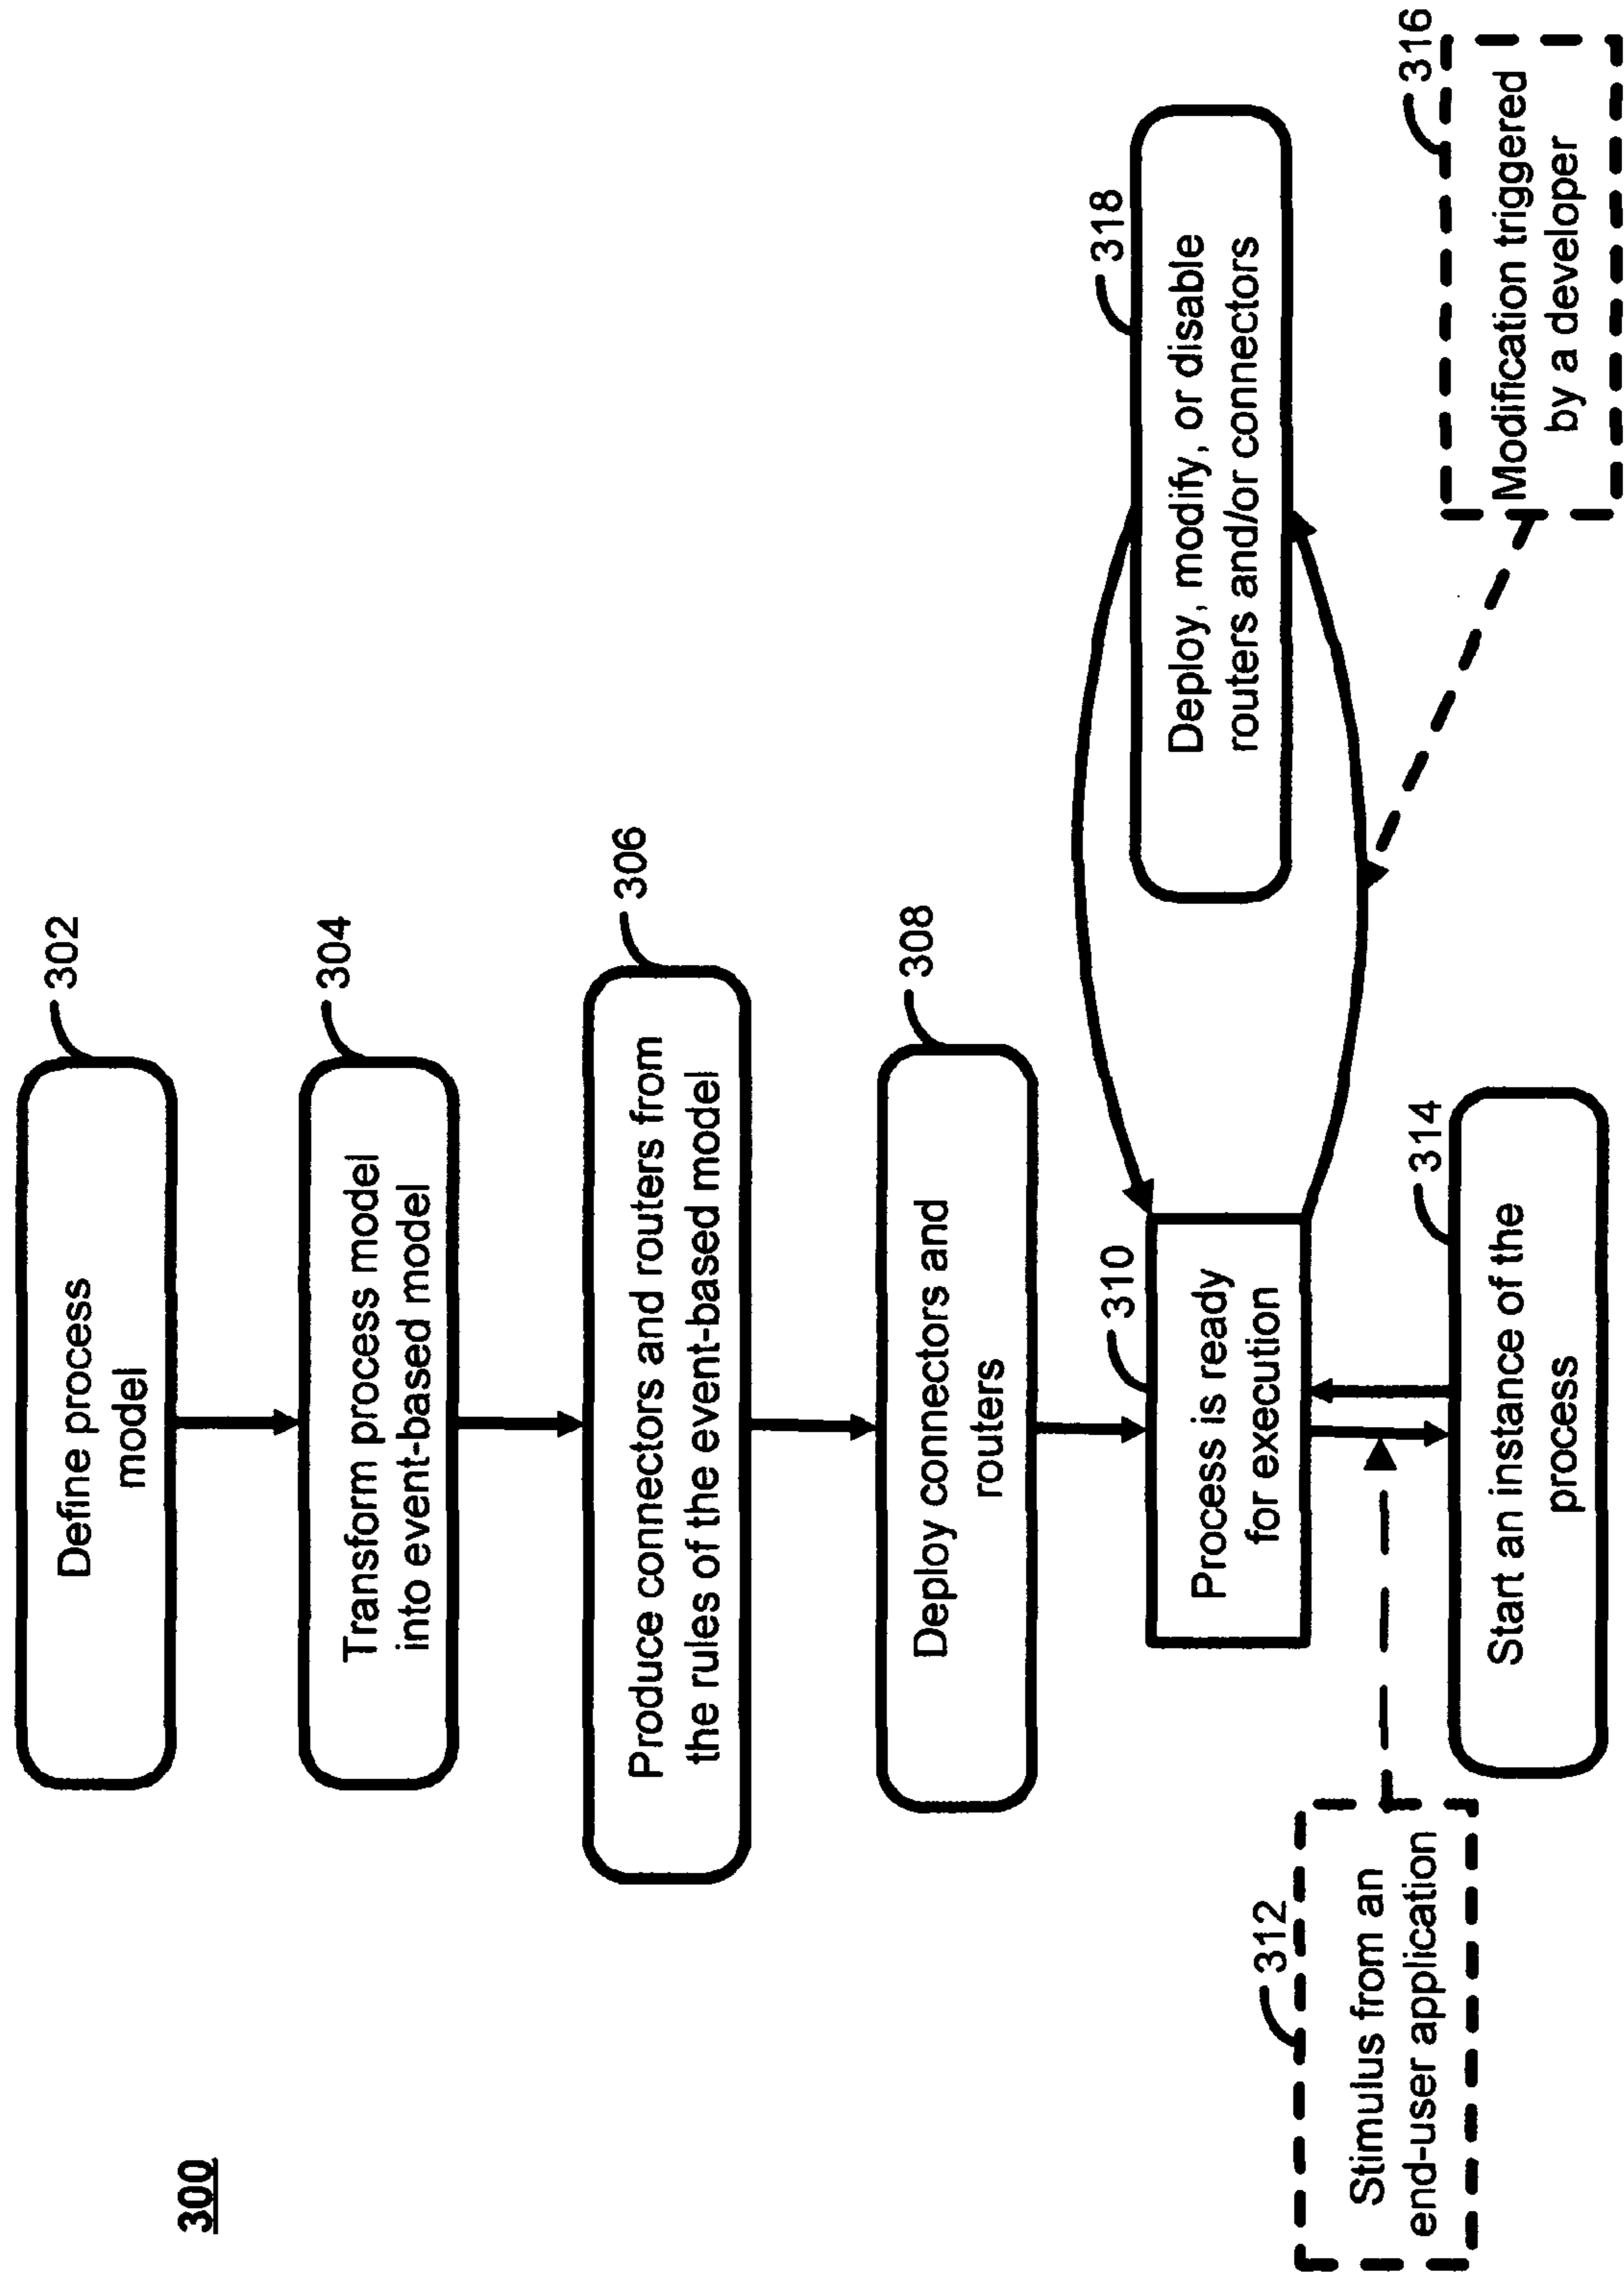 300
302
Define process
model
304
Transform process model
into event-based model
306
Produce connectors and routers from
the rules of the event-based model
308
Deploy connectors and
routers
310
Process is ready
for execution
318
Deploy, modify, or disable
routers and/or connectors
312
Stimulus from an
end-user application
314
Start an instance of the
process
316
Modification triggered
by a developer